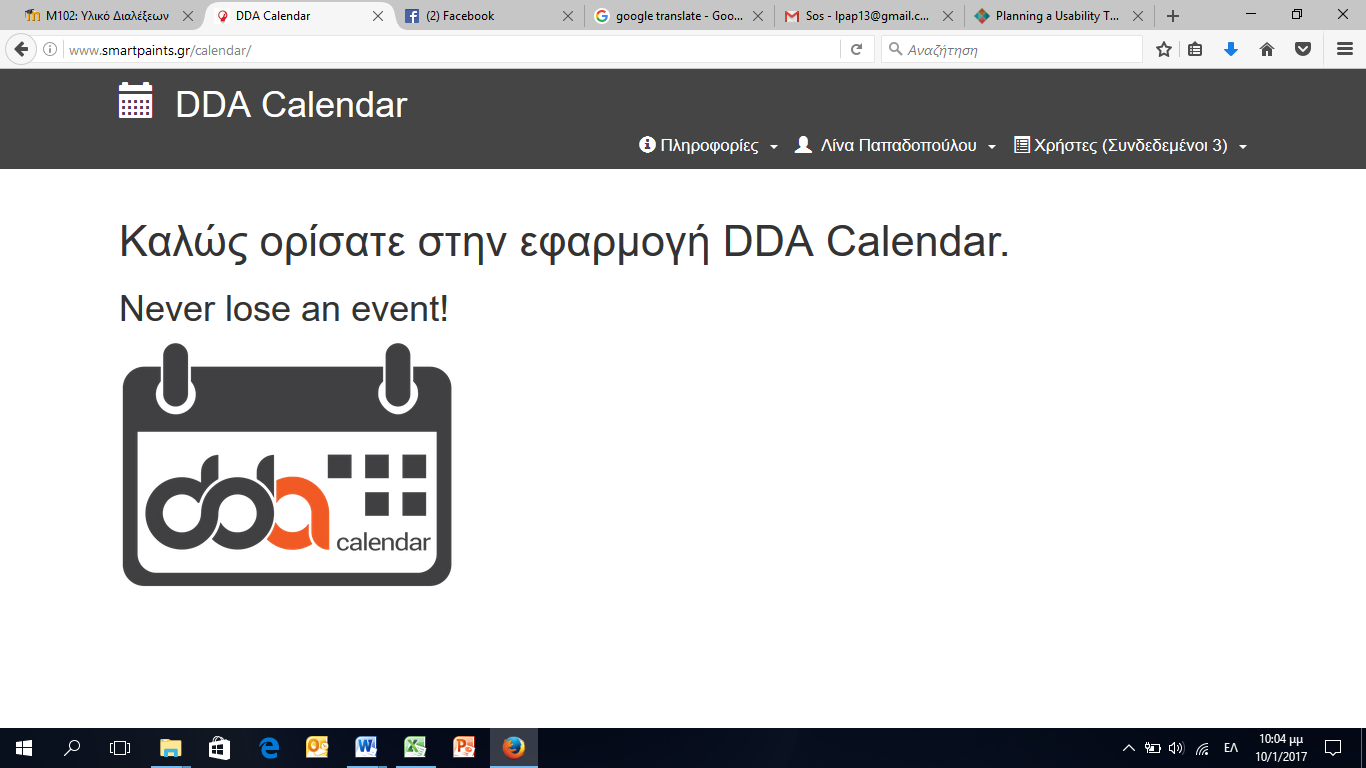 M102: Υλικό Διαλέξεων
DDA Calendar
(2) Facebook
google translate - Goo...
Sos - lpap13@gmail.c...
Planning a Usability T...
www.smartpaints.gr/calendar/
Αναζήτηση
DDA Calendar
Πληροφορίες
Λίνα Παπαδοπούλου
Χρήστες (Συνδεδεμένοι 3)
Καλώς ορίσατε στην εφαρμογή DDA Calendar.
Never lose an event!
dda
calendar
ΕΛ
10:04 μμ
10/1/2017